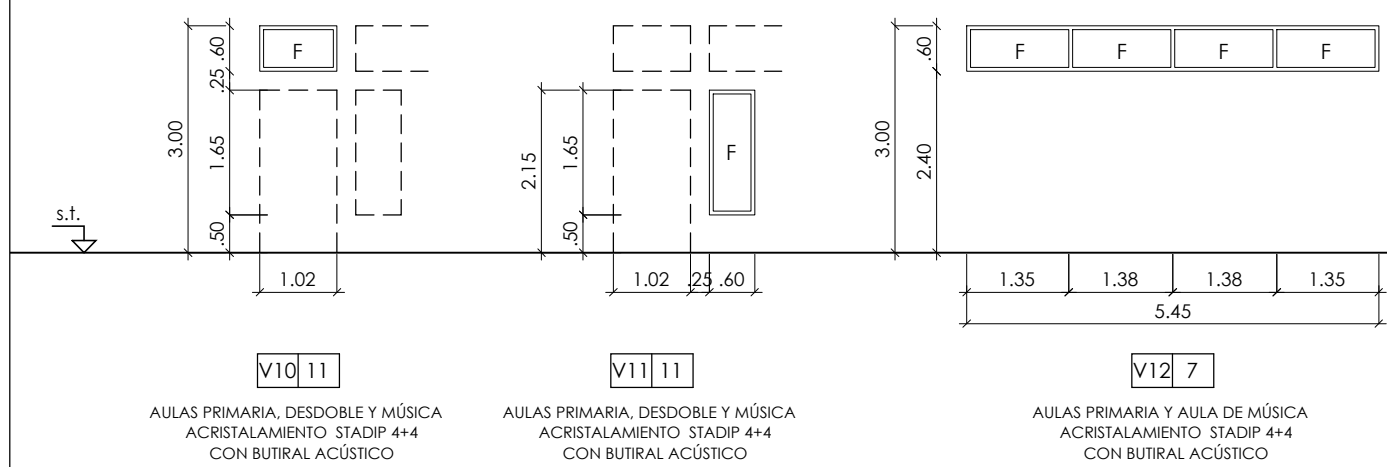 s.t.
3.00
.60
.25
1.65
.50
F
1.02
V10 11
AULAS PRIMARIA, DESDOBLE Y MÚSICA
ACRISTALAMIENTO STADIP 4+4
CON BUTIRAL ACÚSTICO
2.15
1.65
.50
F
1.02 .25 .60
V11 11
AULAS PRIMARIA, DESDOBLE Y MÚSICA
ACRISTALAMIENTO STADIP 4+4
CON BUTIRAL ACÚSTICO
3.00
.60
2.40
F F F F
1.35 1.38 1.38 1.35
5.45
V12 7
AULAS PRIMARIA Y AULA DE MÚSICA
ACRISTALAMIENTO STADIP 4+4
CON BUTIRAL ACÚSTICO